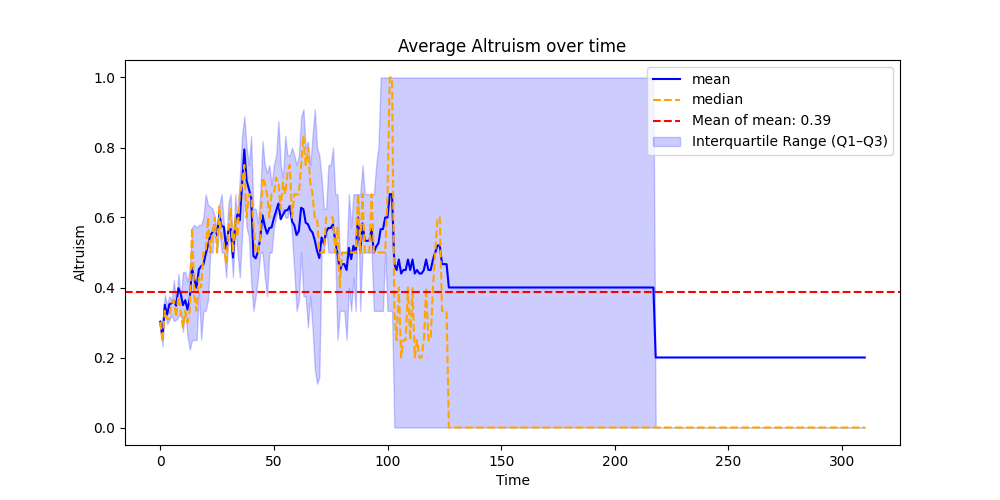 Average Altruism over time
mean
median
Mean of mean: 0.39
Interquartile Range (Q1–Q3)
1.0
0.8
0.6
0.4
0.2
0.0
Altruism
0 50 100 150 200 250 300
Time